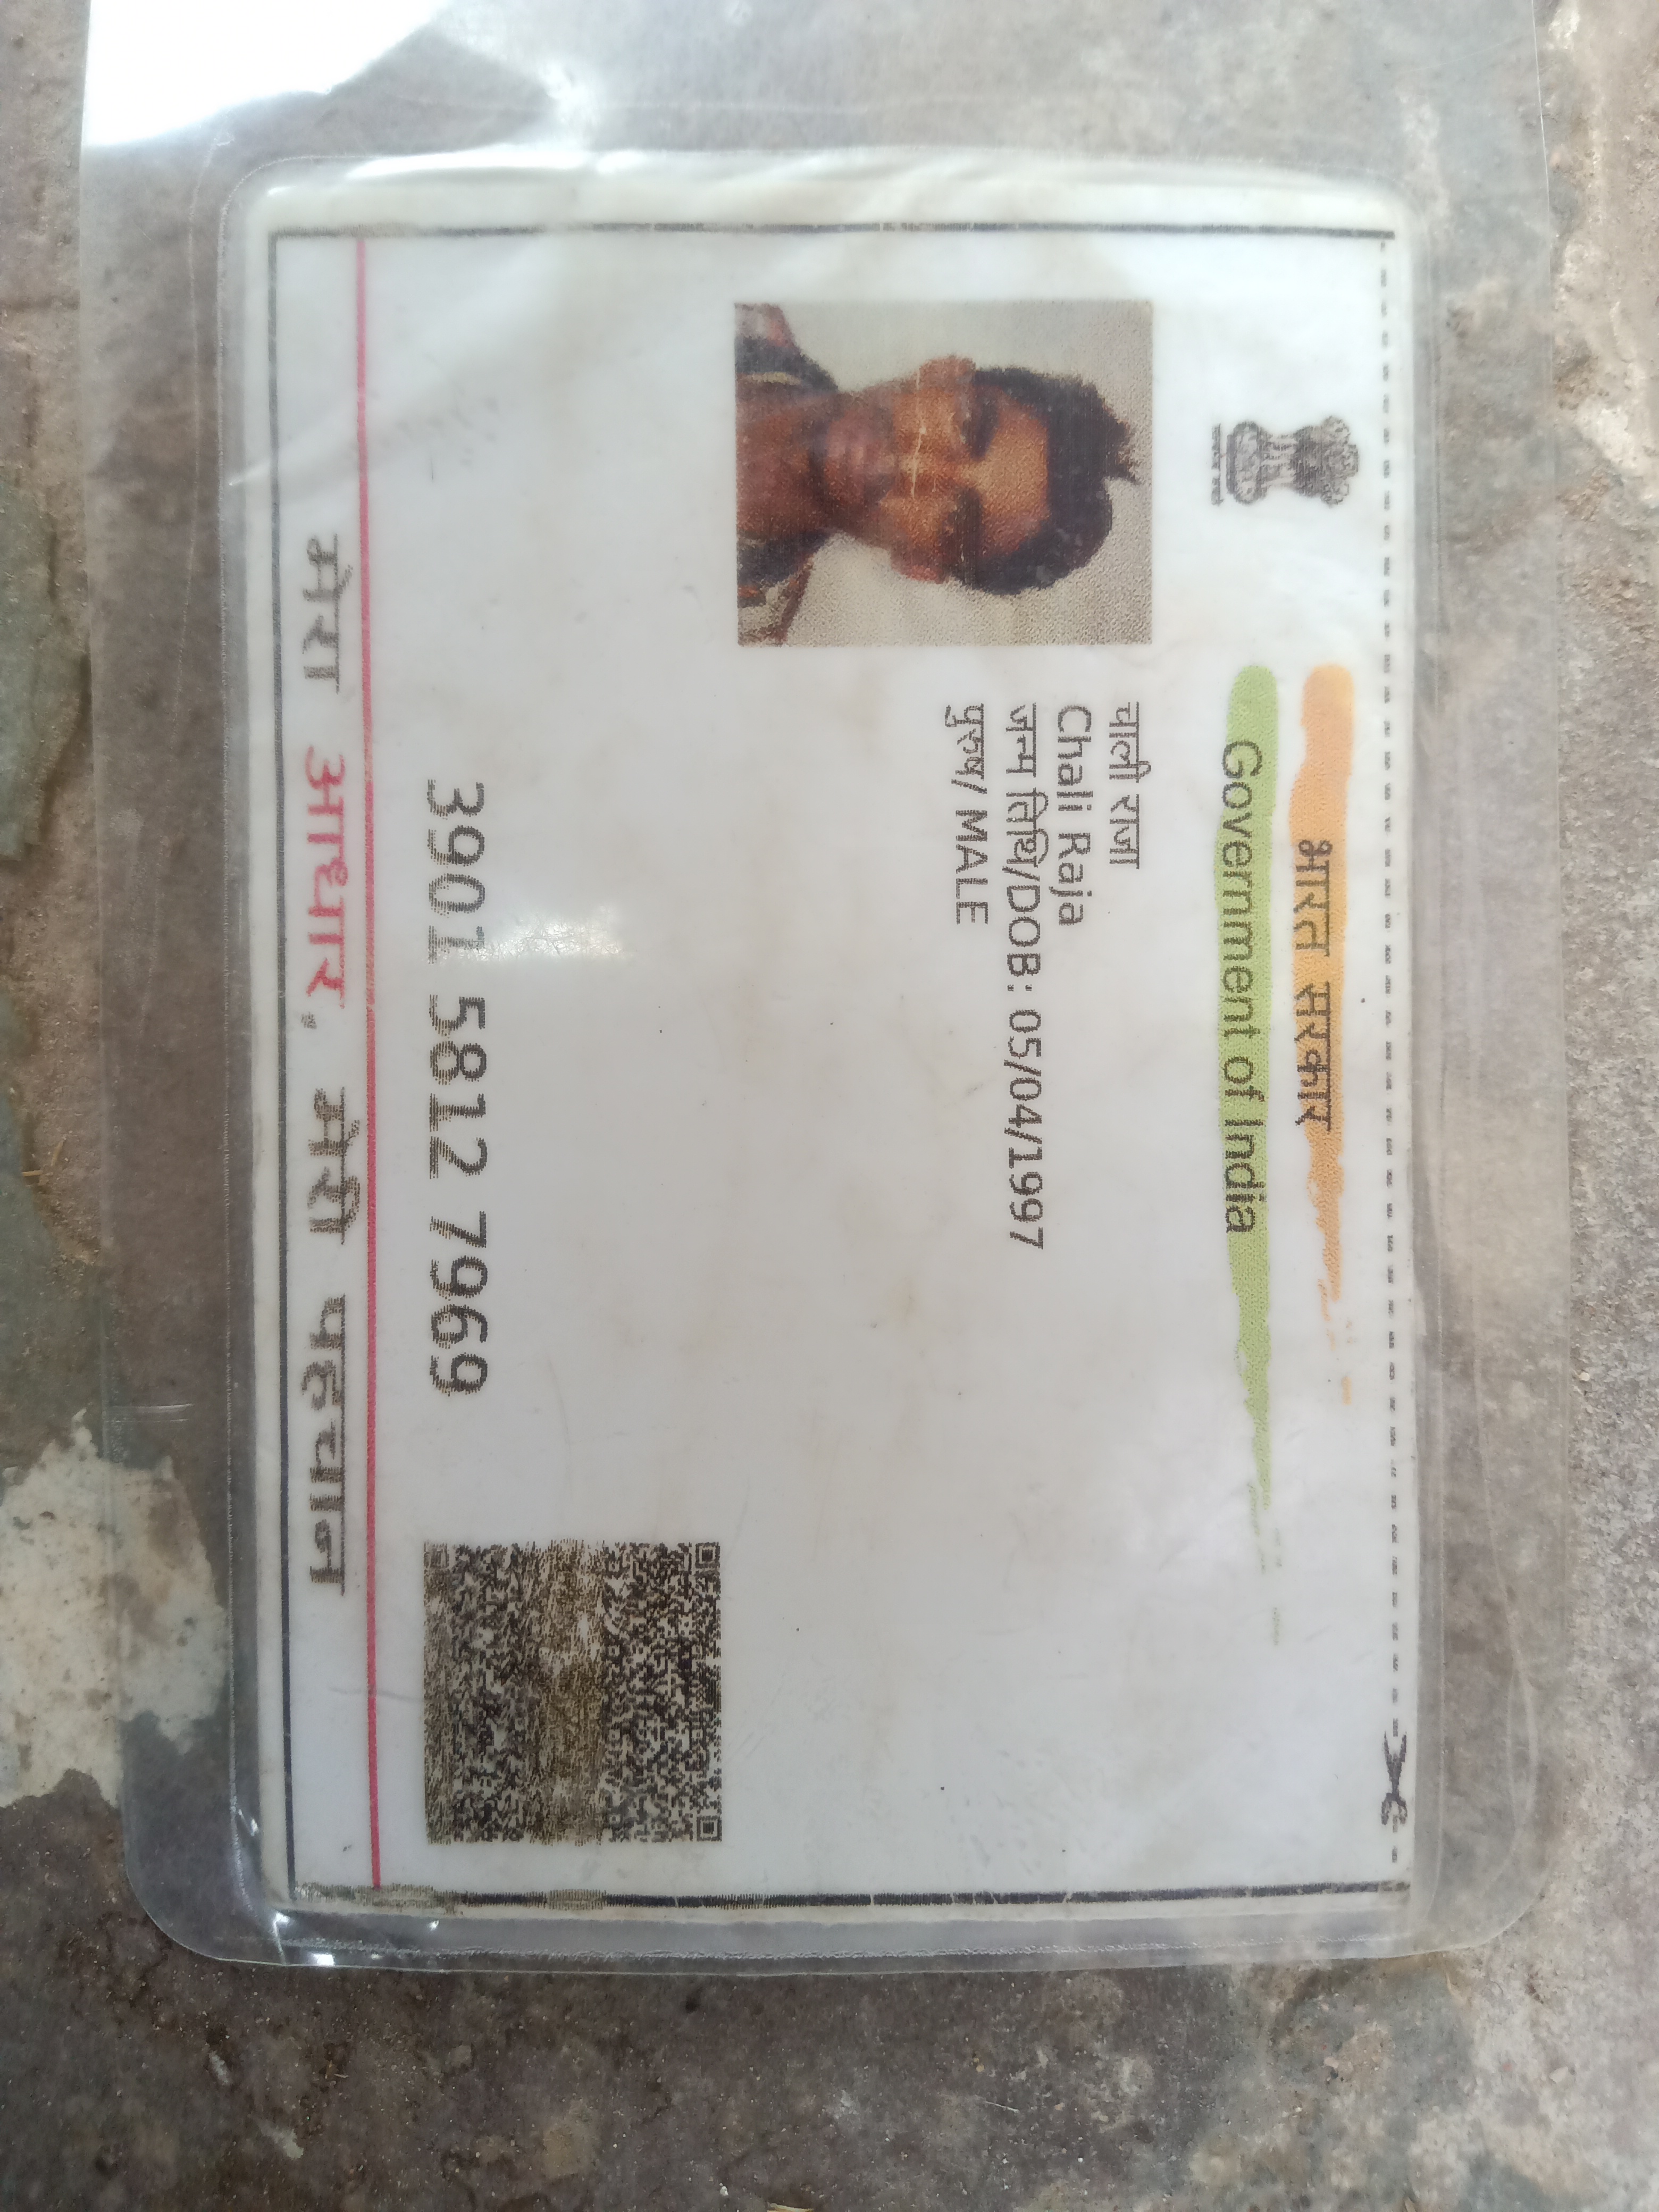 भारत सरकार
Government of India
चाली राजा
Chali Raja
जन्म तिथि/DOB: 05/04/1997
पुरुष/ MALE
3901 5812 7969
मेरा आधार, मेरी पहचान